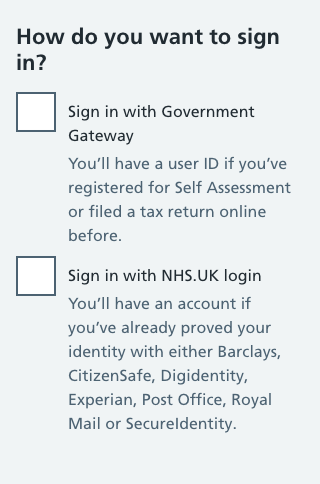 How do you want to sign
in?
Sign in with Government
Gateway
You’ll have a user ID if you’ve
registered for Self Assessment
or filed a tax return online
before.
Sign in with NHS.UK login
You’ll have an account if
you’ve already proved your
identity with either Barclays,
CitizenSafe, Digidentity,
Experian, Post Office, Royal
Mail or SecureIdentity.